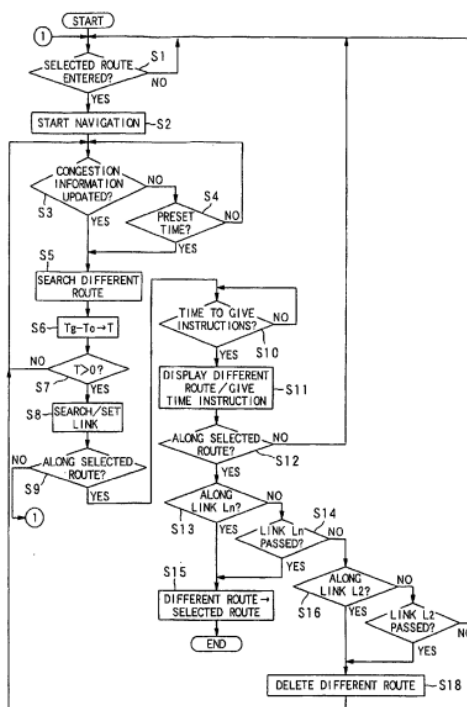 START
1
SELECTED ROUTE
ENTERED?
S1
NO
YES
START NAVIGATION
S2
CONGESTION
INFORMATION
UPDATED?
NO
S3
YES
S4
PRESET
TIME?
NO
YES
S5
SEARCH DIFFERENT
ROUTE
S6
Tg-Tc→T
NO
T>0?
S7
YES
S8
SEARCH/SET
LINK
ALONG SELECTED
ROUTE?
S9
YES
1
TIME TO GIVE
INSTRUCTIONS?
NO
S10
YES
DISPLAY DIFFERENT
ROUTE/GIVE
TIME INSTRUCTION
S11
ALONG SELECTED
ROUTE?
NO
S12
YES
ALONG
LINK Ln?
NO
S13
YES
S14
LINK Ln
PASSED?
NO
YES
S15
DIFFERENT ROUTE→
SELECTED ROUTE
END
ALONG
LINK L2?
NO
S16
YES
LINK L2
PASSED?
NO
YES
DELETE DIFFERENT ROUTE
S18